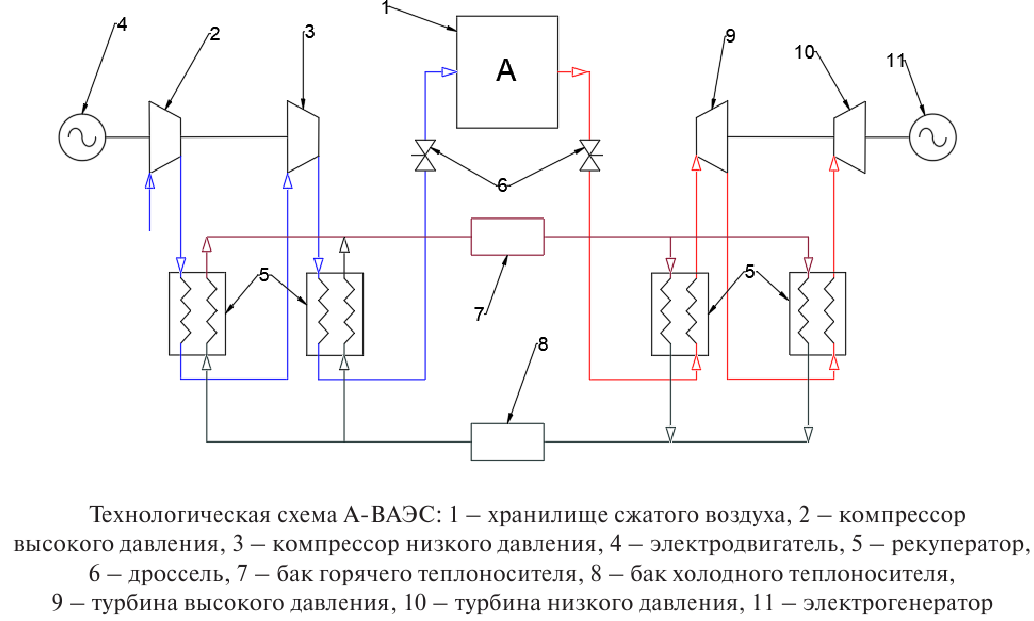 1
4
2
3
9
10
11
A
6
5
5
7
8
Технологическая схема А-ВАЭС: 1 – хранилище сжатого воздуха, 2 – компрессор
высокого давления, 3 – компрессор низкого давления, 4 – электродвигатель, 5 – рекуператор,
6 – дроссель, 7 – бак горячего теплоносителя, 8 – бак холодного теплоносителя,
9 – турбина высокого давления, 10 – турбина низкого давления, 11 – электрогенератор